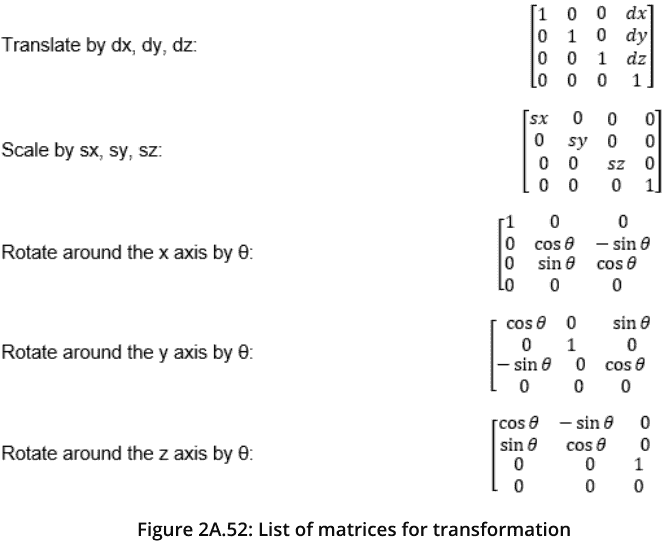 Translate by dx, dy, dz:
[1 0 0 dx]
0 1 0 dy
0 0 1 dz
[0 0 0 1]
Scale by sx, sy, sz:
[sx 0 0 0]
0 sy 0 0
0 0 sz 0
[0 0 0 1]
Rotate around the x axis by θ:
[1 0 0
0 cos θ − sin θ
0 sin θ cos θ
[0 0 0
Rotate around the y axis by θ:
[cos θ 0 sin θ
0 1 0
− sin θ 0 cos θ
[0 0 0
Rotate around the z axis by θ:
[cos θ − sin θ 0
sin θ cos θ 0
0 0 1
[0 0 0
Figure 2A.52: List of matrices for transformation